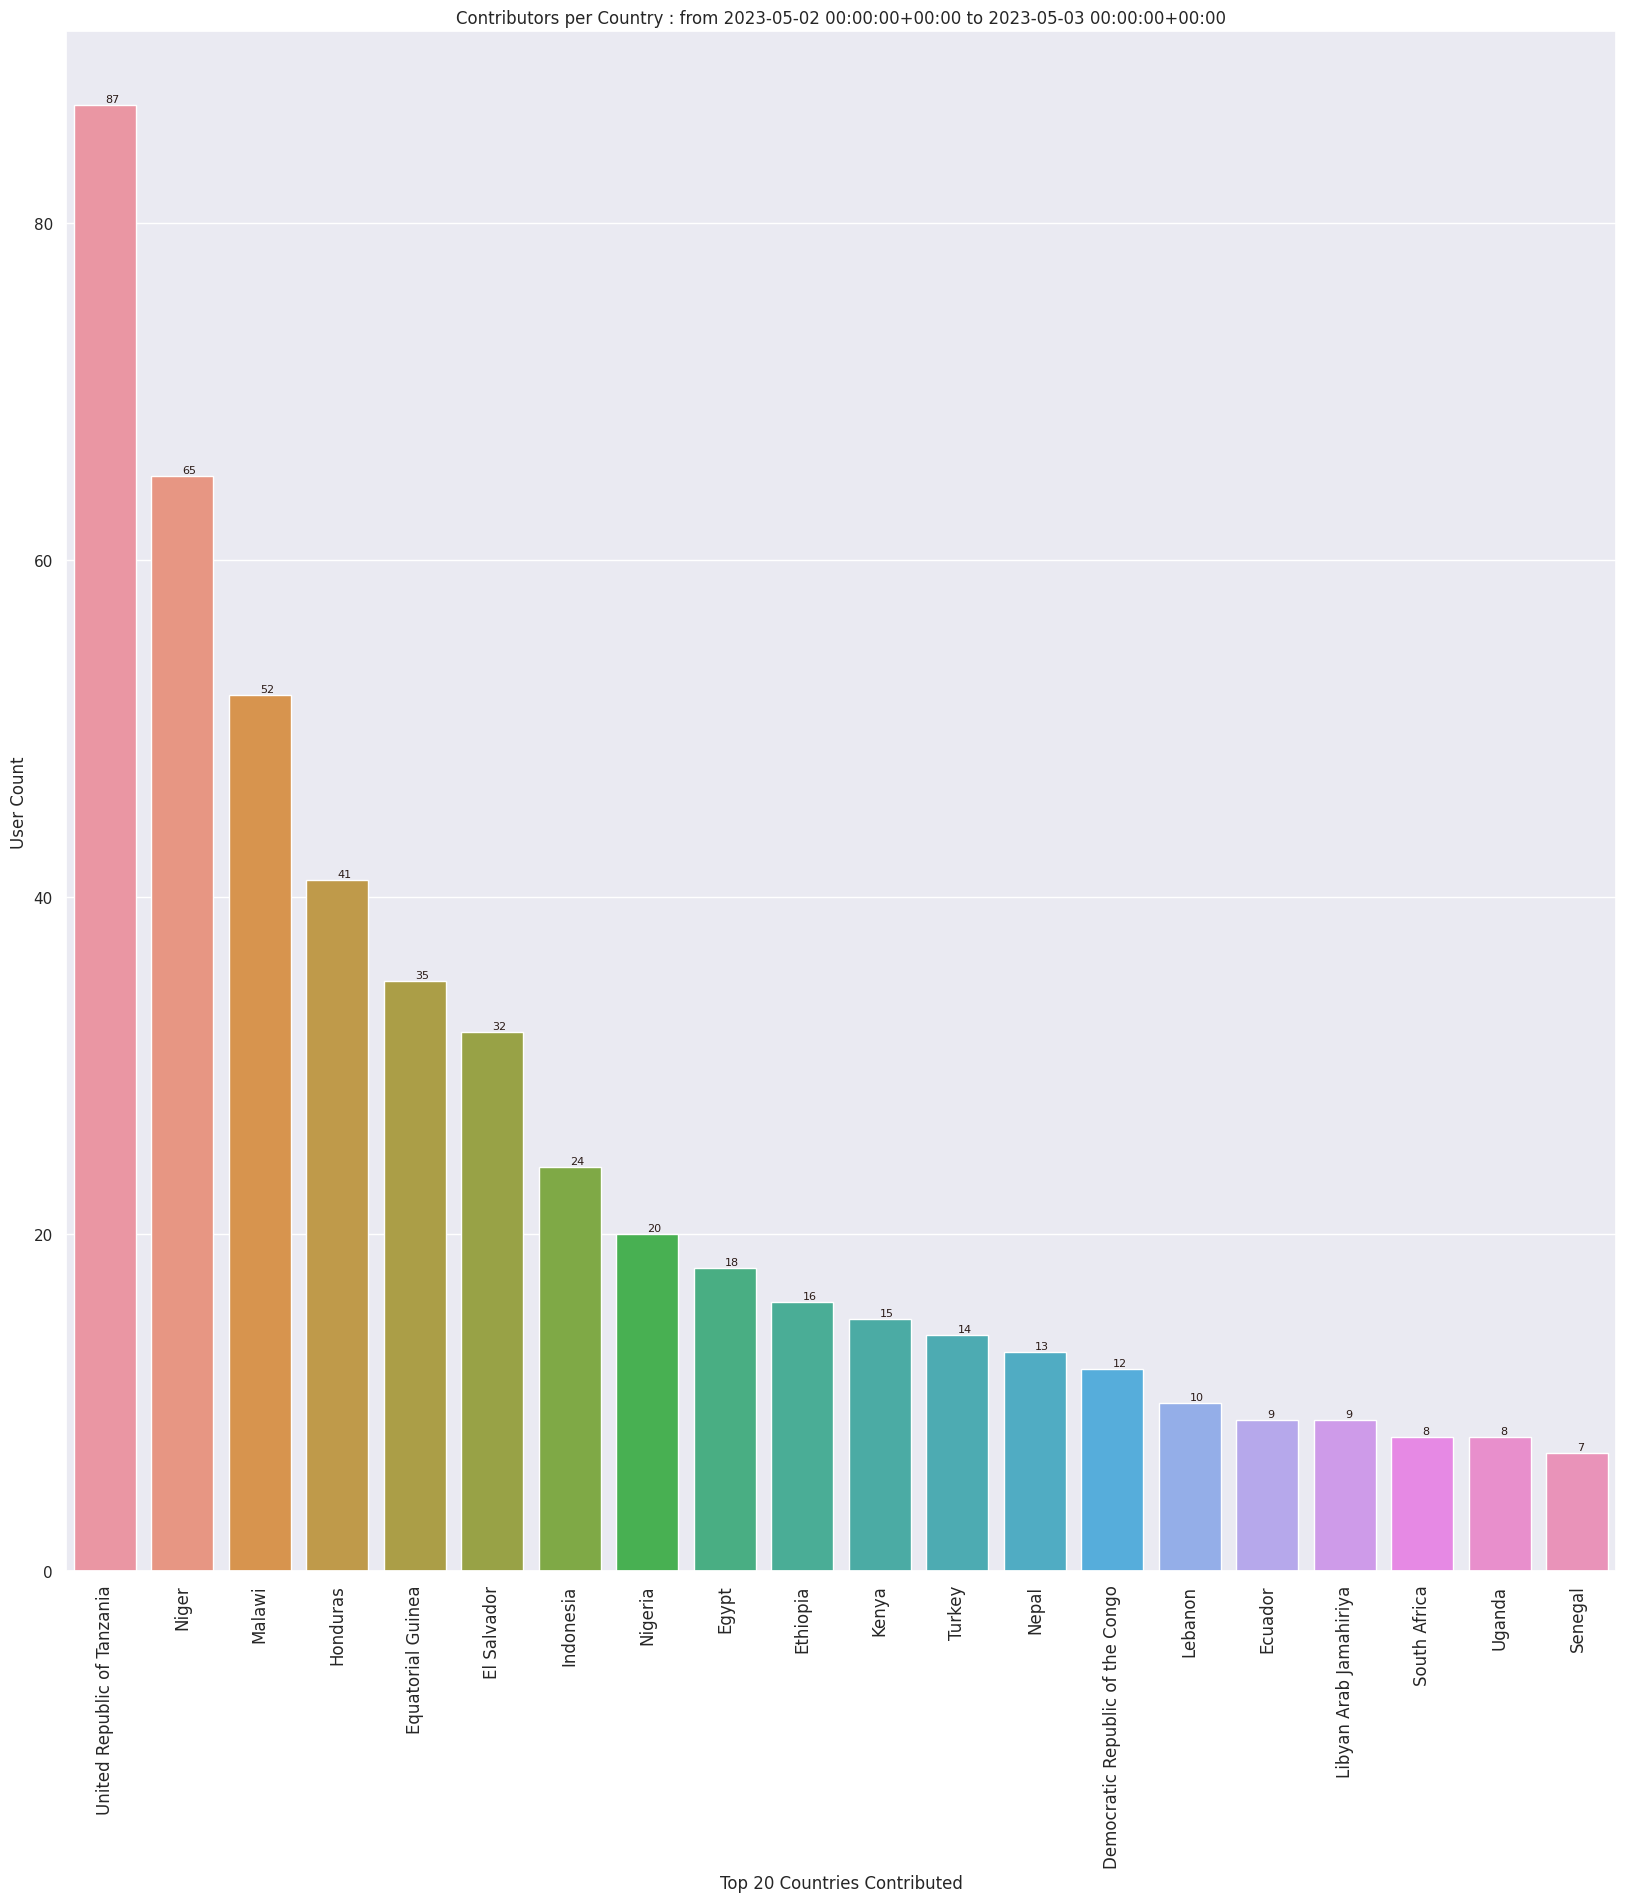 Contributors per Country : from 2023-05-02 00:00:00+00:00 to 2023-05-03 00:00:00+00:00
User Count
80
60
40
20
0
87
65
52
41
35
32
24
20
18
16
15
14
13
12
10
9
9
8
8
7
United Republic of Tanzania
Niger
Malawi
Honduras
Equatorial Guinea
El Salvador
Indonesia
Nigeria
Egypt
Ethiopia
Kenya
Turkey
Nepal
Democratic Republic of the Congo
Lebanon
Ecuador
Libyan Arab Jamahiriya
South Africa
Uganda
Senegal
Top 20 Countries Contributed